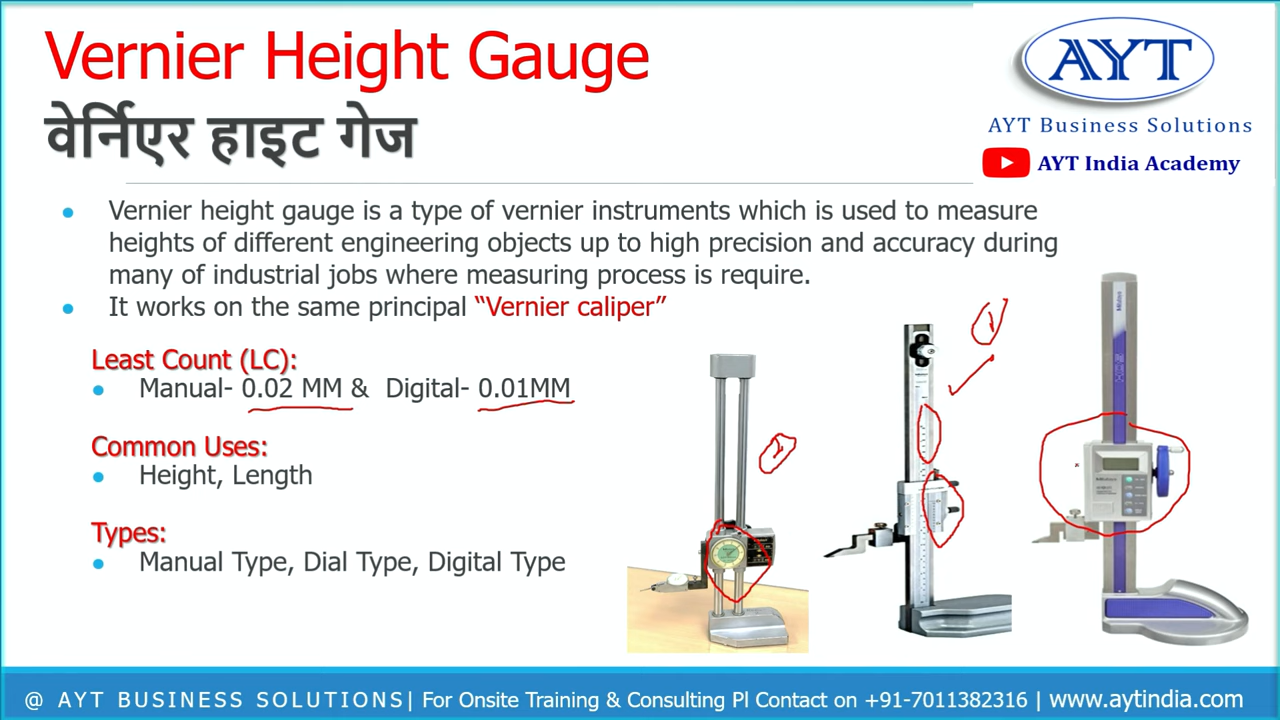 Vernier Height Gauge
वेर्निएर हाइट गेज
AYT
AYT Business Solutions
AYT India Academy
Vernier height gauge is a type of vernier instruments which is used to measure
heights of different engineering objects up to high precision and accuracy during
many of industrial jobs where measuring process is require.
It works on the same principal “Vernier caliper”
Least Count (LC):
Manual- 0.02 MM & Digital- 0.01MM
Common Uses:
Height, Length
Types:
Manual Type, Dial Type, Digital Type
Mitutoyo
@ AYT BUSINESS SOLUTIONS| For Onsite Training & Consulting Pl Contact on +91-7011382316 | www.aytindia.com